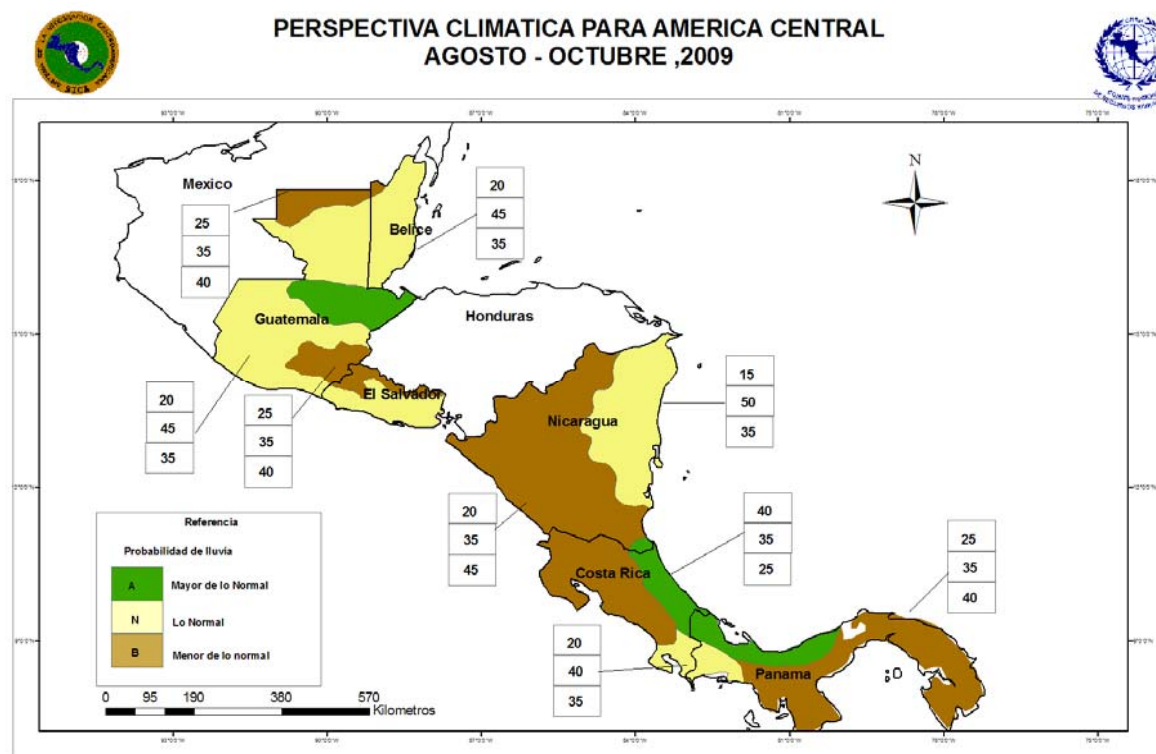 PERSPECTIVA CLIMATICA PARA AMERICA CENTRAL
AGOSTO - OCTUBRE ,2009
N
Mexico
20
45
35
25
35
40
Belice
Guatemala
Honduras
20
45
35
25
35
40
El Salvador
Nicaragua
15
50
35
20
35
45
40
35
25
Costa Rica
25
35
40
20
40
35
Panama
Referencia
Probabilidad de lluvía
A Mayor de lo Normal
N Lo Normal
B Menor de lo normal
0 95 190 380 570
Kilometros